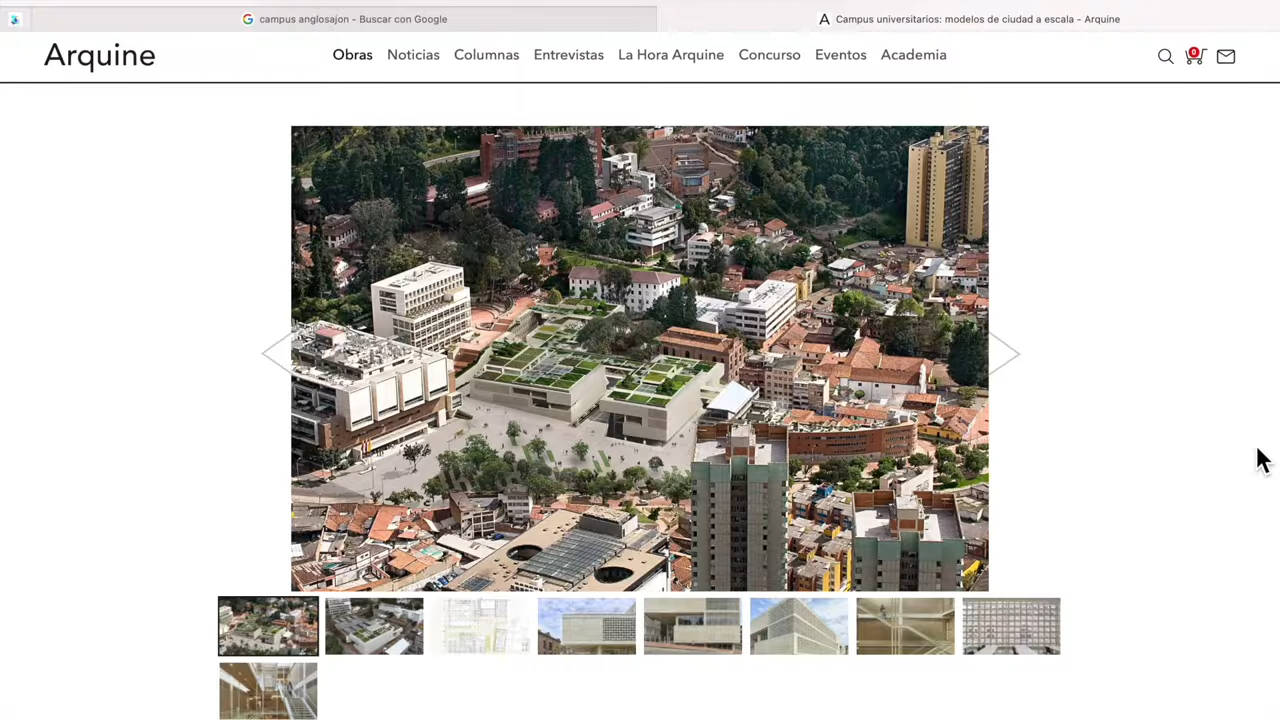 campus anglosajon - Buscar con Google
A Campus universitarios: modelos de ciudad a escala - Arquine
Arquine
Obras Noticias Columnas Entrevistas La Hora Arquine Concurso Eventos Academia
0